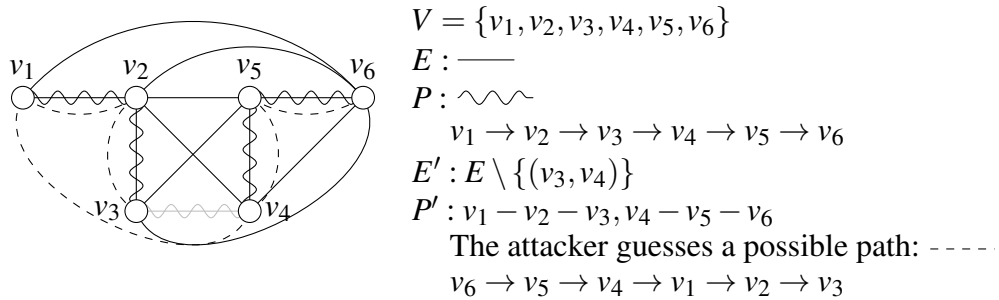 v₁ v₂ v₅ v₆
v₃ v₄
V = {v₁, v₂, v₃, v₄, v₅, v₆}
E :
P :
v₁ → v₂ → v₃ → v₄ → v₅ → v₆
E′ : E \ {(v₃, v₄)}
P′ : v₁ − v₂ − v₃, v₄ − v₅ − v₆
The attacker guesses a possible path:
v₆ → v₅ → v₄ → v₁ → v₂ → v₃